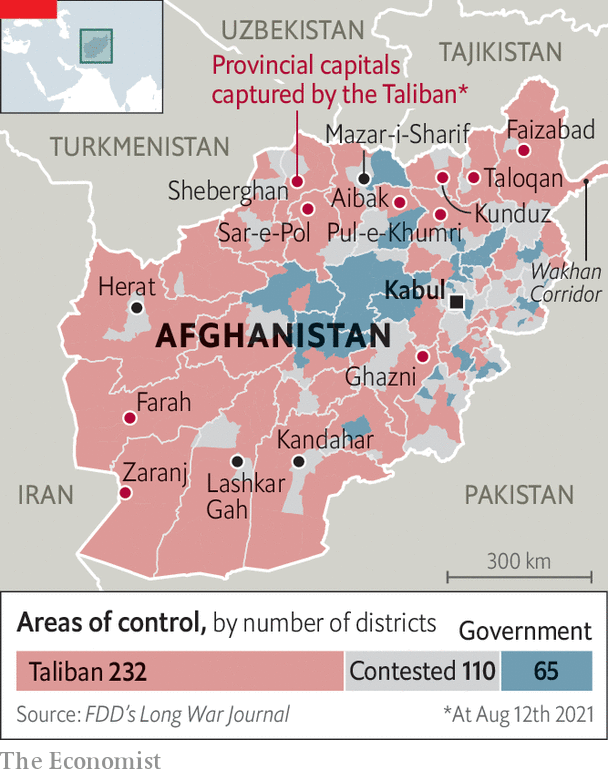 UZBEKISTAN
TAJIKISTAN
Provincial capitals
captured by the Taliban*
TURKMENISTAN
Mazar-i-Sharif
Faizabad
Sheberghan
Aibak
Taloqan
Kunduz
Sar-e-Pol
Pul-e-Khumri
Wakhan
Corridor
Herat
Kabul
AFGHANISTAN
Ghazni
Farah
Kandahar
Zaranj
Lashkar
Gah
IRAN
PAKISTAN
300 km
Areas of control, by number of districts
Government
Taliban 232
Contested 110
65
Source: FDD's Long War Journal
*At Aug 12th 2021
The Economist